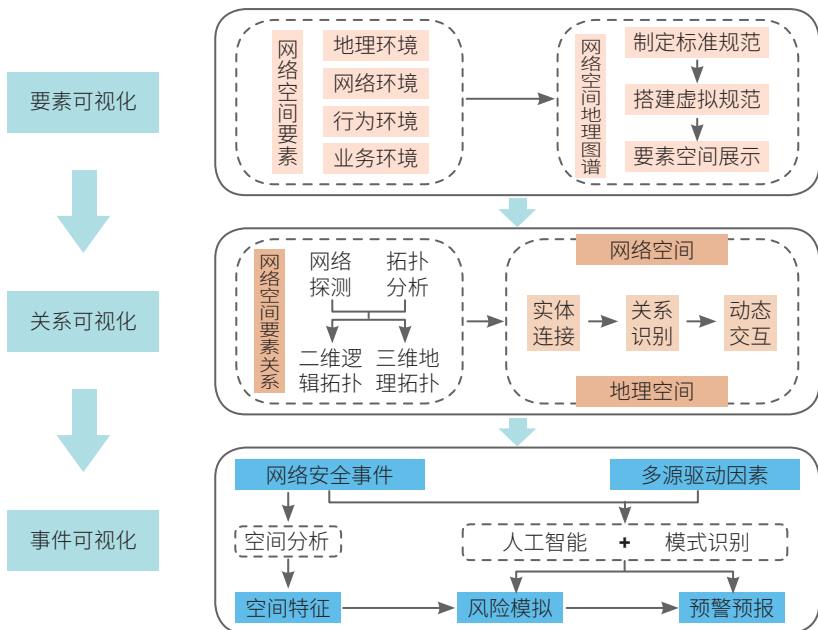 要素可视化
网络空间要素
地理环境
网络环境
行为环境
业务环境
网络空间地理图谱
制定标准规范
搭建虚拟规范
要素空间展示
关系可视化
网络空间要素关系
网络
探测
拓扑
分析
二维逻
辑拓扑
三维地
理拓扑
网络空间
实体
连接
关系
识别
动态
交互
地理空间
事件可视化
网络安全事件
多源驱动因素
空间分析
人工智能 + 模式识别
空间特征
风险模拟
预警预报